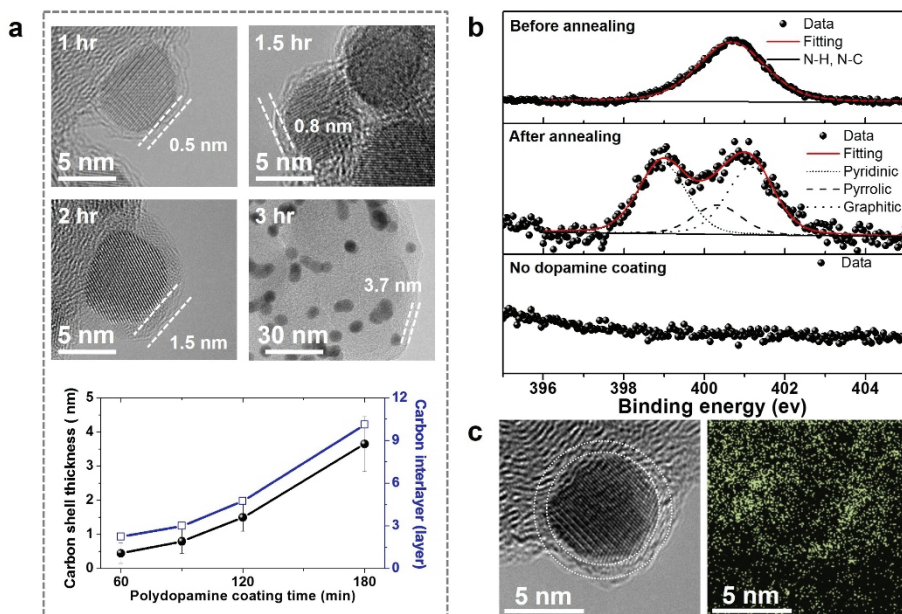 a
1 hr
0.5 nm
5 nm
1.5 hr
0.8 nm
5 nm
2 hr
1.5 nm
5 nm
3 hr
3.7 nm
30 nm
Carbon shell thickness ( nm)
5
4
3
2
1
0
60
120
180
Polydopamine coating time (min)
12
9
6
3
0
Carbon interlayer (layer)
b
Before annealing
Data
Fitting
N-H, N-C
After annealing
Data
Fitting
Pyridinic
Pyrrolic
Graphitic
No dopamine coating
Data
396
398
400
402
404
Binding energy (ev)
c
5 nm
5 nm